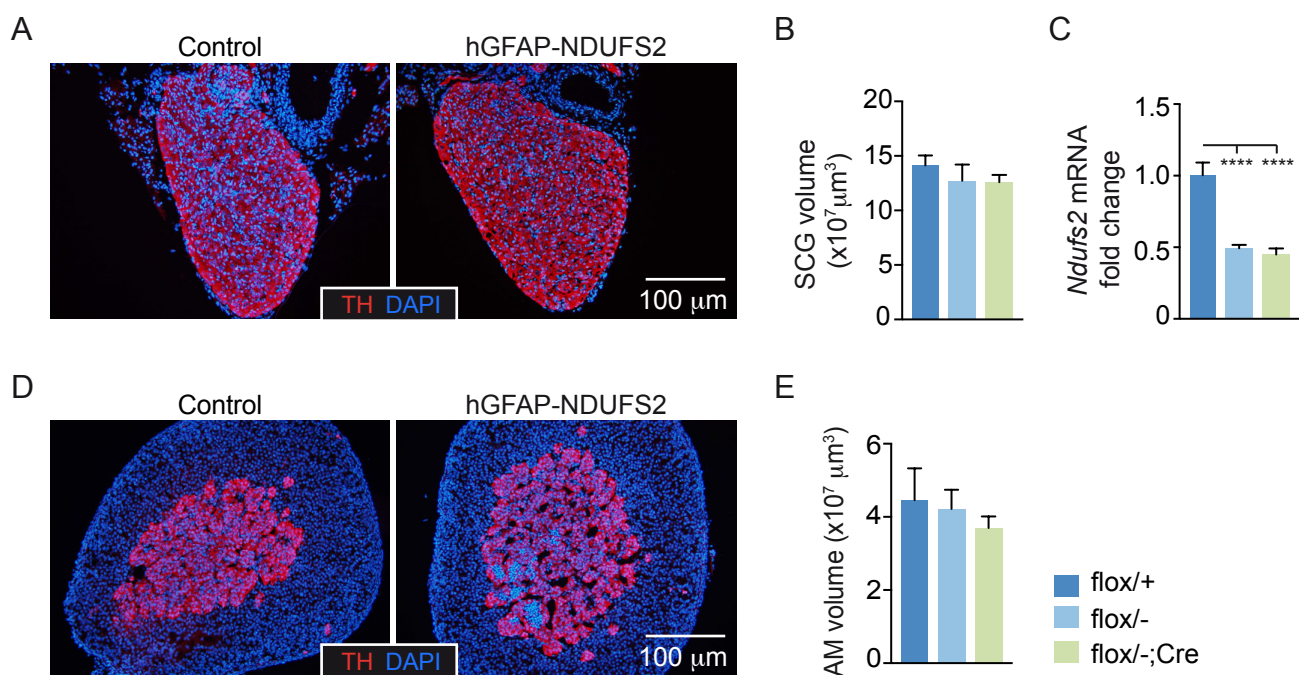 A
Control
hGFAP-NDUFS2
100 μm
TH DAPI
B
SCG volume
(x10⁷μm³)
20
15
10
5
0
C
Ndufs2 mRNA
fold change
1.5
1.0
0.5
0
**** ****
D
Control
hGFAP-NDUFS2
100 μm
TH DAPI
E
AM volume (x10⁷ μm³)
6
4
2
0
flox/+
flox/-
flox/-;Cre